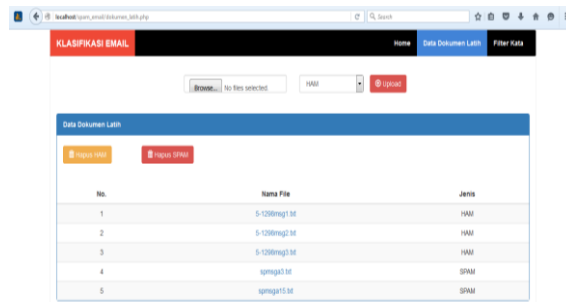 localhost/spam_email/dokumen_latih.php
Search
KLASIFIKASI EMAIL Home Data Dokumen Latih Filter Kata
Browse... No files selected. HAM Upload
Data Dokumen Latih
Hapus HAM Hapus SPAM
No. Nama File Jenis
1 5-1298msg1.txt HAM
2 5-1298msg2.txt HAM
3 5-1298msg3.txt HAM
4 spmsga3.txt SPAM
5 spmsga15.txt SPAM